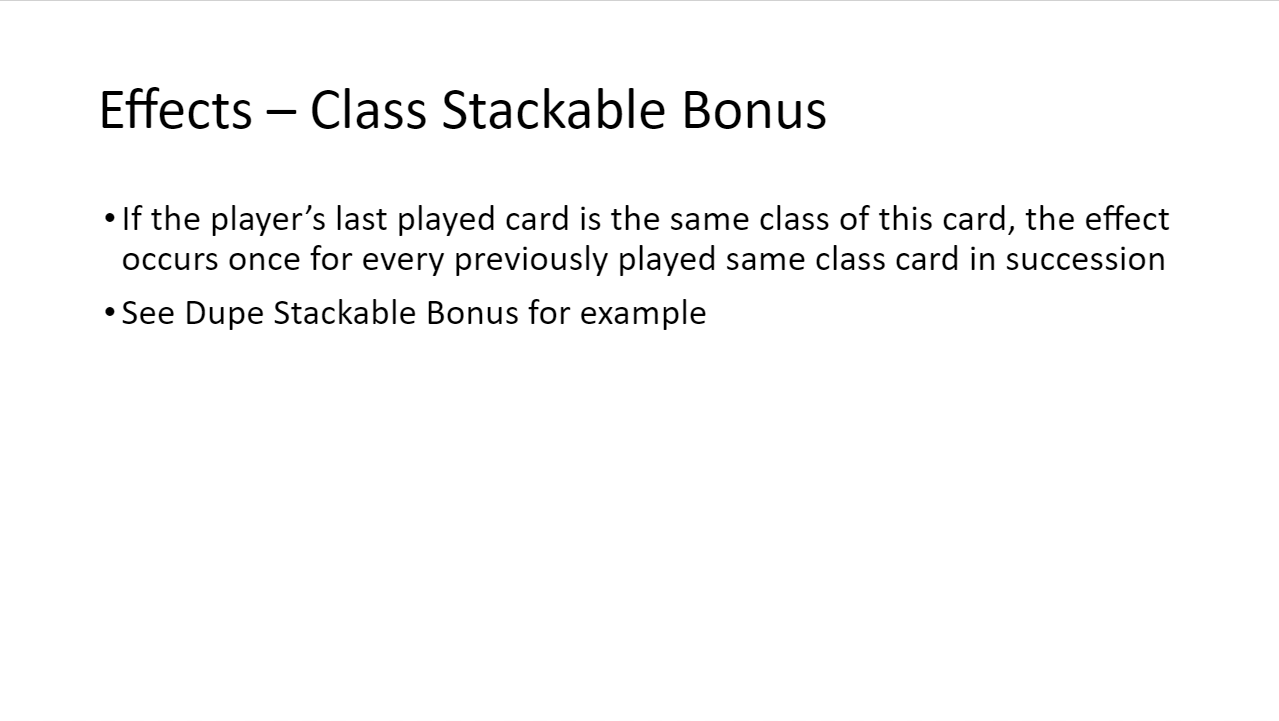 Effects – Class Stackable Bonus
• If the player’s last played card is the same class of this card, the effect
occurs once for every previously played same class card in succession
• See Dupe Stackable Bonus for example